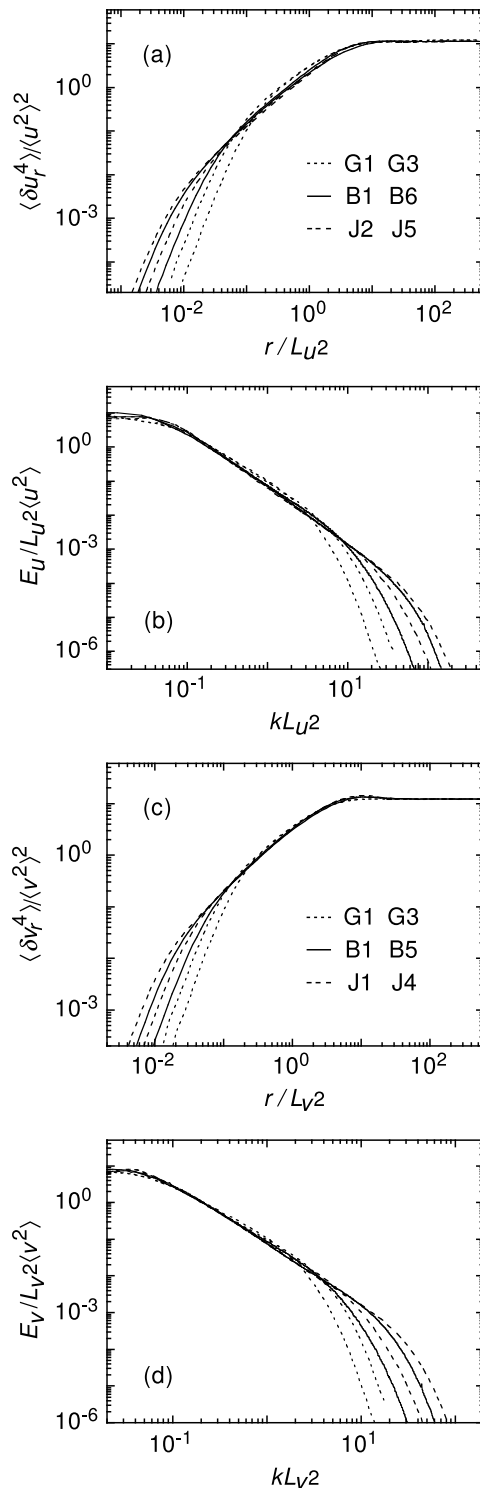 (a)
10^0
10^-3
⟨δu_r^4⟩/⟨u^2⟩^2
G1 G3
B1 B6
J2 J5
10^-2 10^0 10^2
r / L_u2
10^0
10^-3
10^-6
E_u / L_u2⟨u^2⟩
(b)
10^-1 10^1
kL_u2
(c)
10^0
10^-3
⟨δv_r^4⟩/⟨v^2⟩^2
G1 G3
B1 B5
J1 J4
10^-2 10^0 10^2
r / L_v2
10^0
10^-3
10^-6
E_v / L_v2⟨v^2⟩
(d)
10^-1 10^1
kL_v2